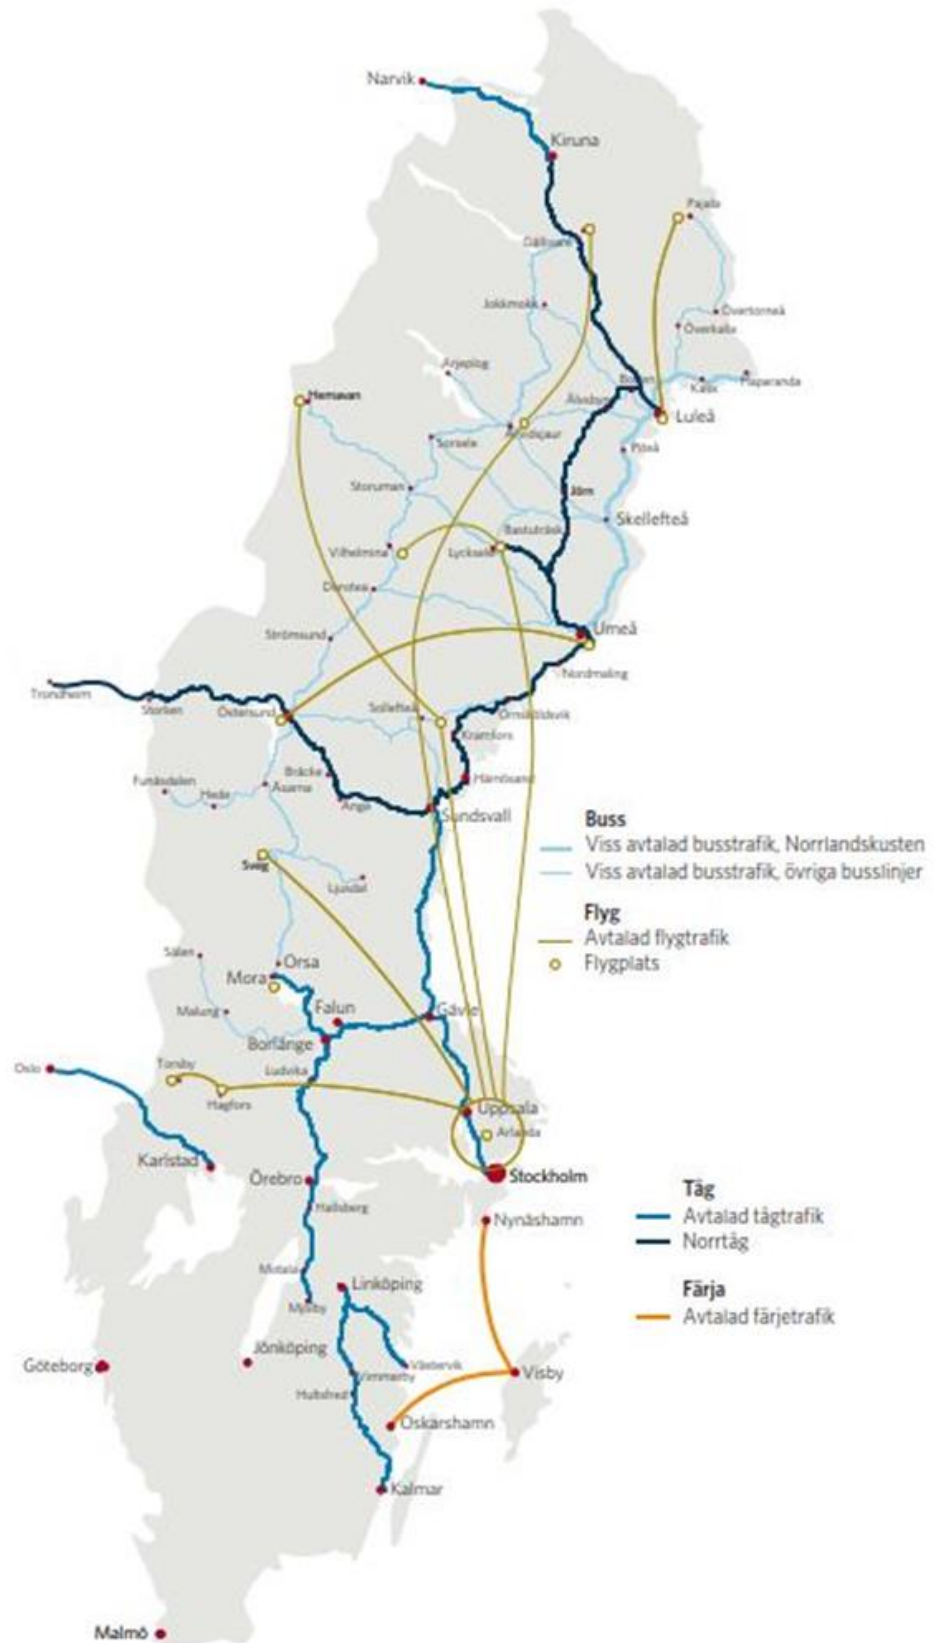 Narvik
Kiruna
Pajala
Gällivare
Jokkmokk
Övertorneå
Överkalix
Arjeplog
Boden
Kalix
Haparanda
Hemavan
Älvsbyn
Luleå
Arvidsjaur
Sorsele
Piteå
Storuman
Jörn
Skellefteå
Bastuträsk
Vilhelmina
Lycksele
Dorotea
Strömsund
Umeå
Nordmaling
Trondheim
Storlien
Östersund
Sollefteå
Örnsköldsvik
Kramfors
Bräcke
Härnösand
Funäsdalen
Hede
Åsarna
Ånge
Sundsvall
Buss
Viss avtalad busstrafik, Norrlandskusten
Viss avtalad busstrafik, övriga busslinjer
Sveg
Ljusdal
Flyg
Avtalad flygtrafik
Flygplats
Sälen
Orsa
Mora
Malung
Falun
Gävle
Borlänge
Oslo
Torsby
Ludvika
Hagfors
Uppsala
Arlanda
Karlstad
Örebro
Stockholm
Hallsberg
Nynäshamn
Tåg
Avtalad tågtrafik
Norrtåg
Motala
Linköping
Mjölby
Färja
Avtalad färjetrafik
Jönköping
Göteborg
Västervik
Vimmerby
Visby
Hultsfred
Oskarshamn
Kalmar
Malmö